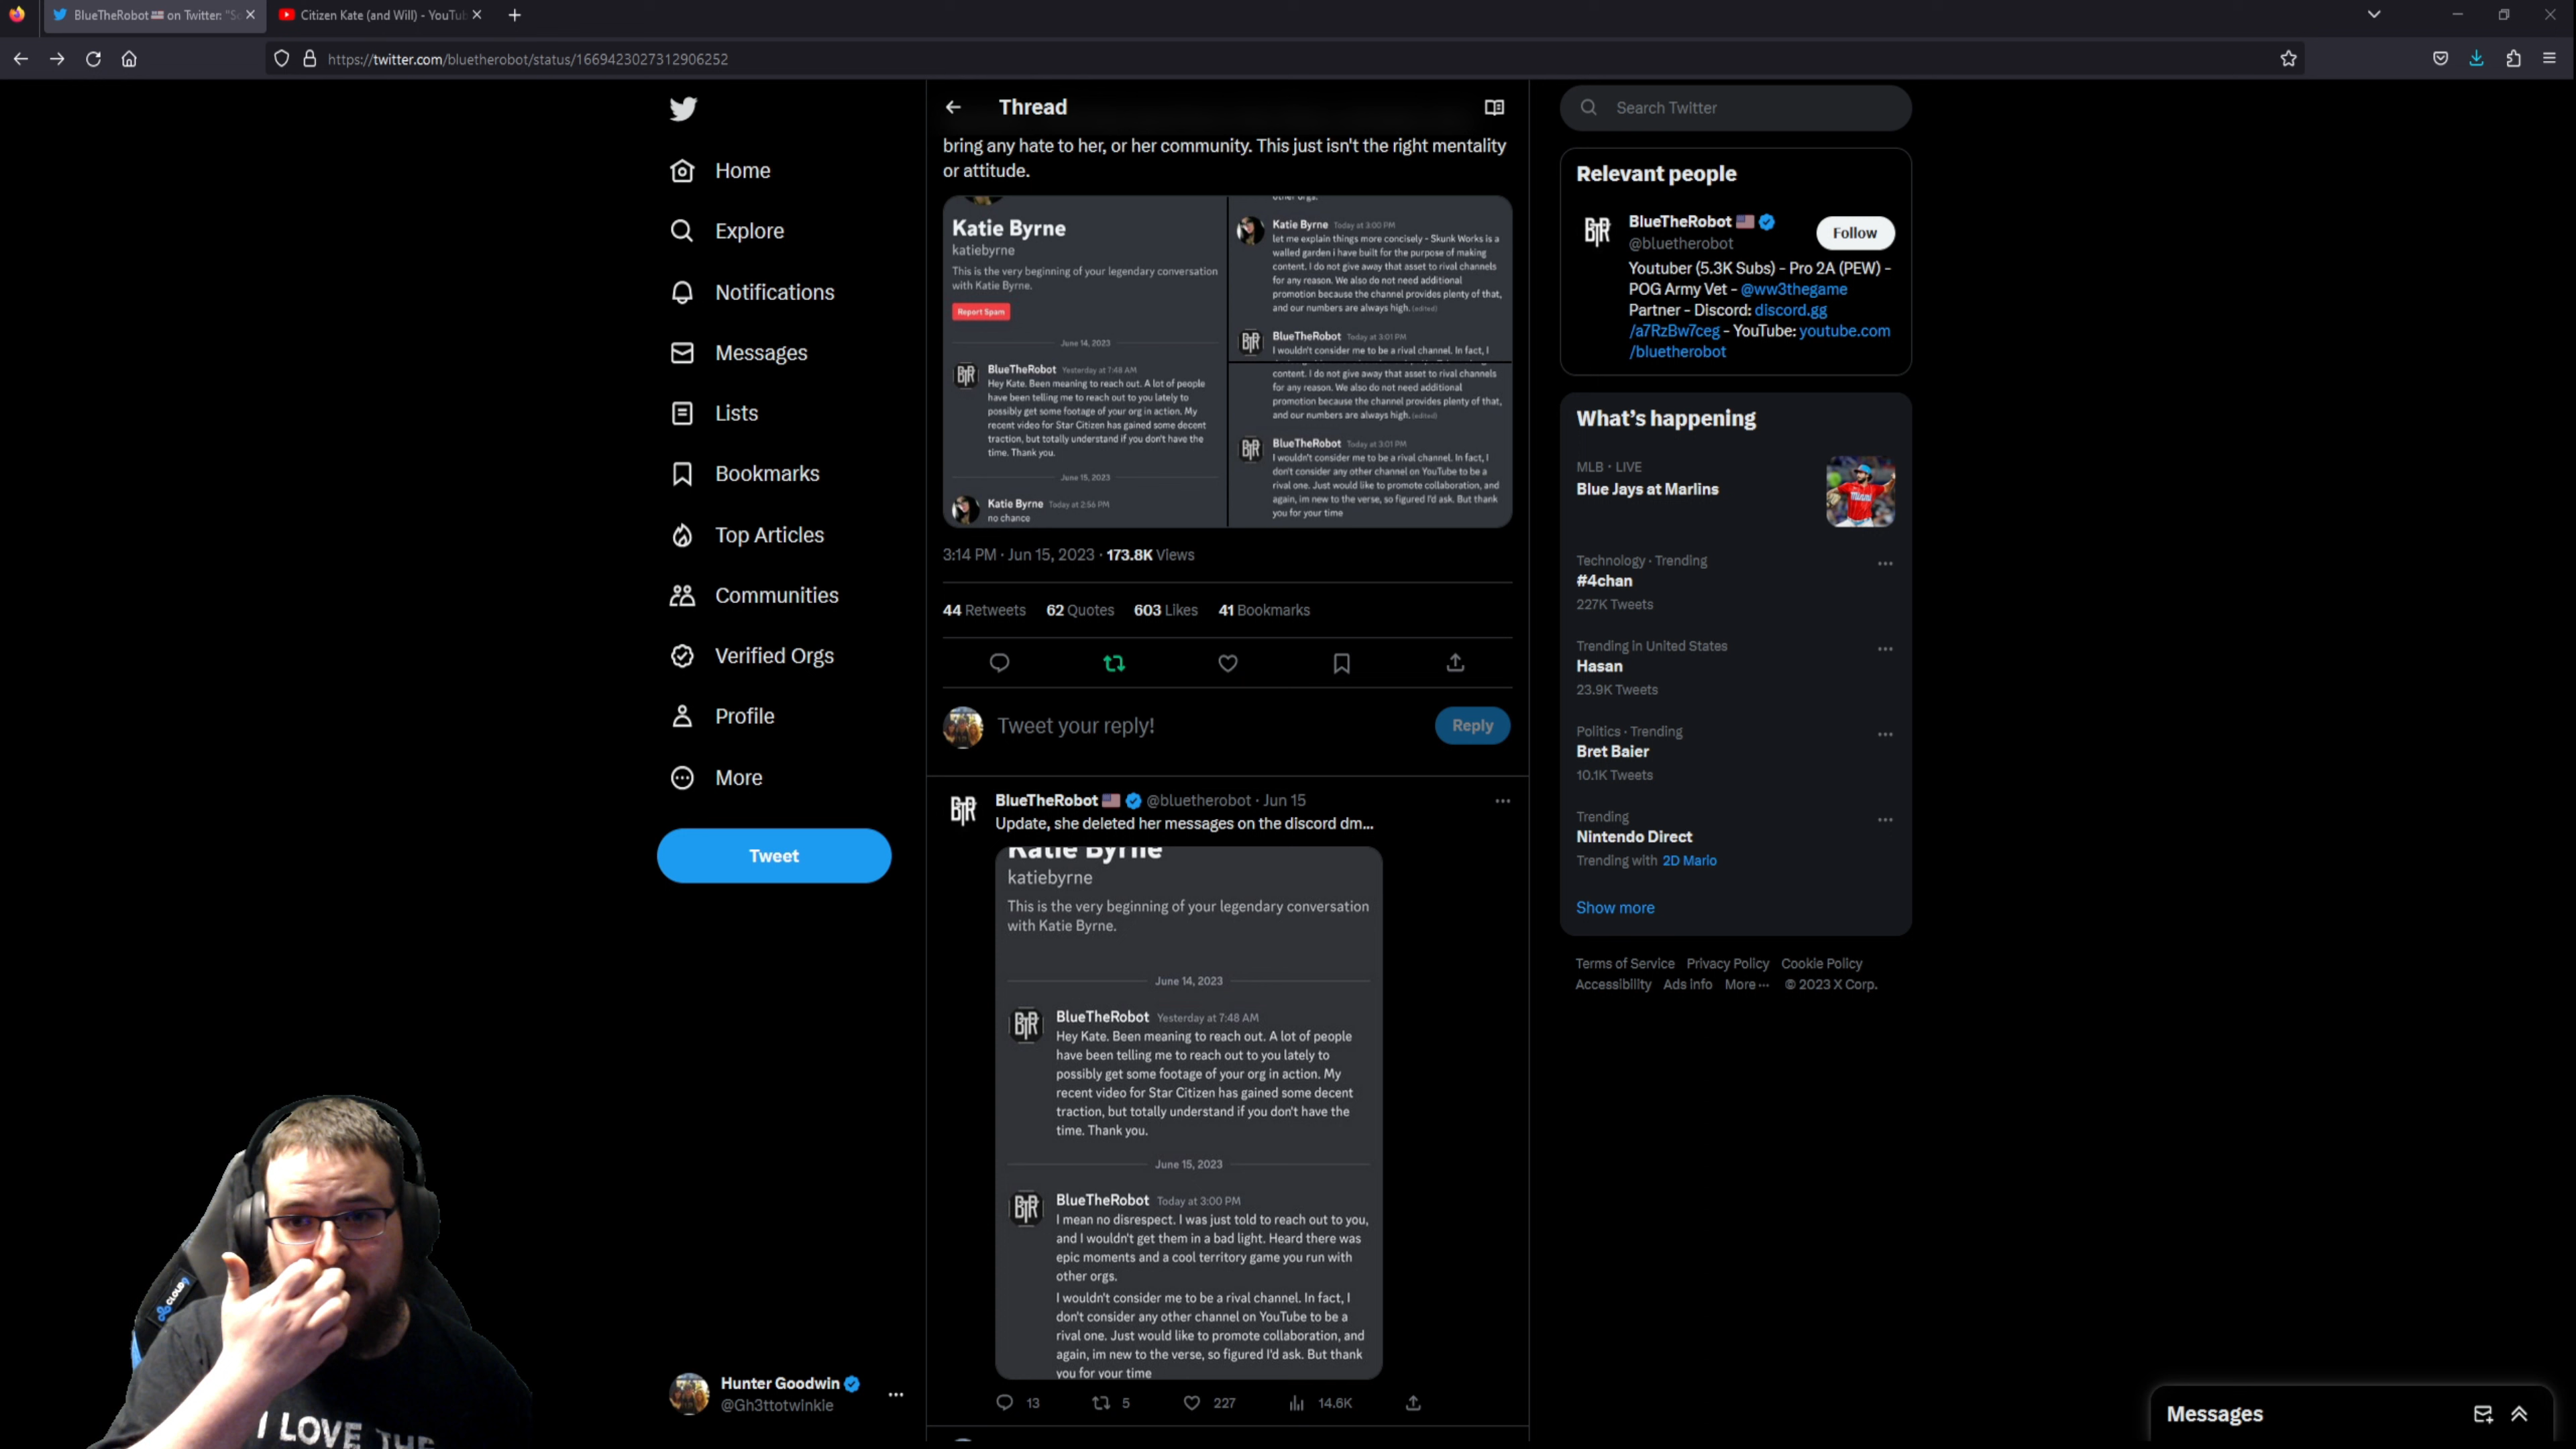 BlueTheRobot 🇺🇸 on Twitter: "S
Citizen Kate (and Will) - YouTub
https://twitter.com/bluetherobot/status/1669423027312906252
Home
Explore
Notifications
Messages
Lists
Bookmarks
Top Articles
Communities
Verified Orgs
Profile
More
Tweet
Hunter Goodwin
@Gh3ttotwinkle
Thread
bring any hate to her, or her community. This just isn't the right mentality
or attitude.
Katie Byrne
katiebyrne
This is the very beginning of your legendary conversation
with Katie Byrne.
Report Spam
June 14, 2023
BlueTheRobot Yesterday at 7:48 AM
Hey Kate. Been meaning to reach out. A lot of people
have been telling me to reach out to you lately to
possibly get some footage of your org in action. My
recent video for Star Citizen has gained some decent
traction, but totally understand if you don't have the
time. Thank you.
June 15, 2023
Katie Byrne Today at 2:56 PM
no chance
other orgs.
Katie Byrne Today at 3:00 PM
let me explain things more concisely - Skunk Works is a
walled garden i have built for the purpose of making
content. I do not give away that asset to rival channels
for any reason. We also do not need additional
promotion because the channel provides plenty of that,
and our numbers are always high. (edited)
BlueTheRobot Today at 3:01 PM
I wouldn't consider me to be a rival channel. In fact, I
content. I do not give away that asset to rival channels
for any reason. We also do not need additional
promotion because the channel provides plenty of that,
and our numbers are always high. (edited)
BlueTheRobot Today at 3:01 PM
I wouldn't consider me to be a rival channel. In fact, I
don't consider any other channel on YouTube to be a
rival one. Just would like to promote collaboration, and
again, im new to the verse, so figured I'd ask. But thank
you for your time
3:14 PM · Jun 15, 2023 · 173.8K Views
44 Retweets 62 Quotes 603 Likes 41 Bookmarks
Tweet your reply!
Reply
BlueTheRobot 🇺🇸 @bluetherobot · Jun 15
Update, she deleted her messages on the discord dm...
Katie Byrne
katiebyrne
This is the very beginning of your legendary conversation
with Katie Byrne.
June 14, 2023
BlueTheRobot Yesterday at 7:48 AM
Hey Kate. Been meaning to reach out. A lot of people
have been telling me to reach out to you lately to
possibly get some footage of your org in action. My
recent video for Star Citizen has gained some decent
traction, but totally understand if you don't have the
time. Thank you.
June 15, 2023
BlueTheRobot Today at 3:00 PM
I mean no disrespect. I was just told to reach out to you,
and I wouldn't get them in a bad light. Heard there was
epic moments and a cool territory game you run with
other orgs.
I wouldn't consider me to be a rival channel. In fact, I
don't consider any other channel on YouTube to be a
rival one. Just would like to promote collaboration, and
again, im new to the verse, so figured I'd ask. But thank
you for your time
13 5 227 14.6K
Search Twitter
Relevant people
BlueTheRobot 🇺🇸
@bluetherobot
Follow
Youtuber (5.3K Subs) - Pro 2A (PEW) -
POG Army Vet - @ww3thegame
Partner - Discord: discord.gg
/a7RzBw7ceg - YouTube: youtube.com
/bluetherobot
What's happening
MLB · LIVE
Blue Jays at Marlins
Technology · Trending
#4chan
227K Tweets
Trending in United States
Hasan
23.9K Tweets
Politics · Trending
Bret Baier
10.1K Tweets
Trending
Nintendo Direct
Trending with 2D Mario
Show more
Terms of Service Privacy Policy Cookie Policy
Accessibility Ads info More ··· © 2023 X Corp.
Messages
CLOUD9
I LOVE THE